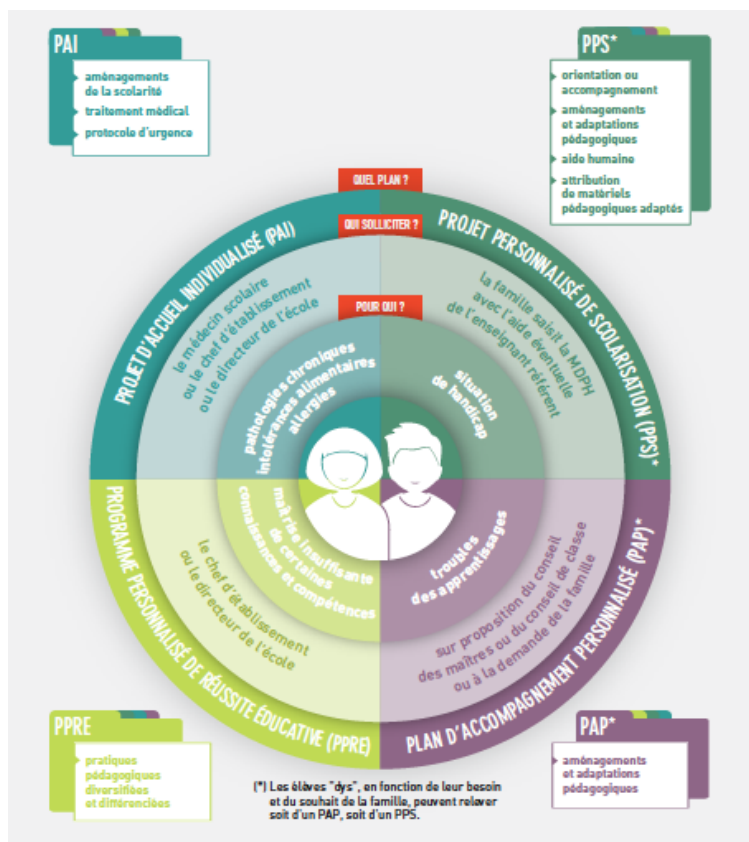 PAI
aménagements
de la scolarité
traitement médical
protocole d'urgence
PPS*
orientation ou
accompagnement
aménagements
et adaptations
pédagogiques
aide humaine
attribution
de matériels
pédagogiques adaptés
QUEL PLAN ?
QUI SOLLICITER ?
POUR QUI ?
PROJET D'ACCUEIL INDIVIDUALISÉ (PAI)
le médecin scolaire
ou le chef d'établissement
ou le directeur de l'école
pathologies chroniques
intolérances alimentaires
allergies
PROJET PERSONNALISÉ DE SCOLARISATION (PPS)*
la famille saisit la MDPH
avec l'aide éventuelle
de l'enseignant référent
situation
de handicap
PROGRAMME PERSONNALISÉ DE RÉUSSITE ÉDUCATIVE (PPRE)
le chef d'établissement
ou le directeur de l'école
maîtrise insuffisante
de certaines
connaissances et compétences
PLAN D'ACCOMPAGNEMENT PERSONNALISÉ (PAP)*
sur proposition du conseil
des maîtres ou du conseil de classe
ou à la demande de la famille
troubles
des apprentissages
PPRE
pratiques
pédagogiques
diversifiées
et différenciées
PAP*
aménagements
et adaptations
pédagogiques
(*) Les élèves "dys", en fonction de leur besoin
et du souhait de la famille, peuvent relever
soit d'un PAP, soit d'un PPS.